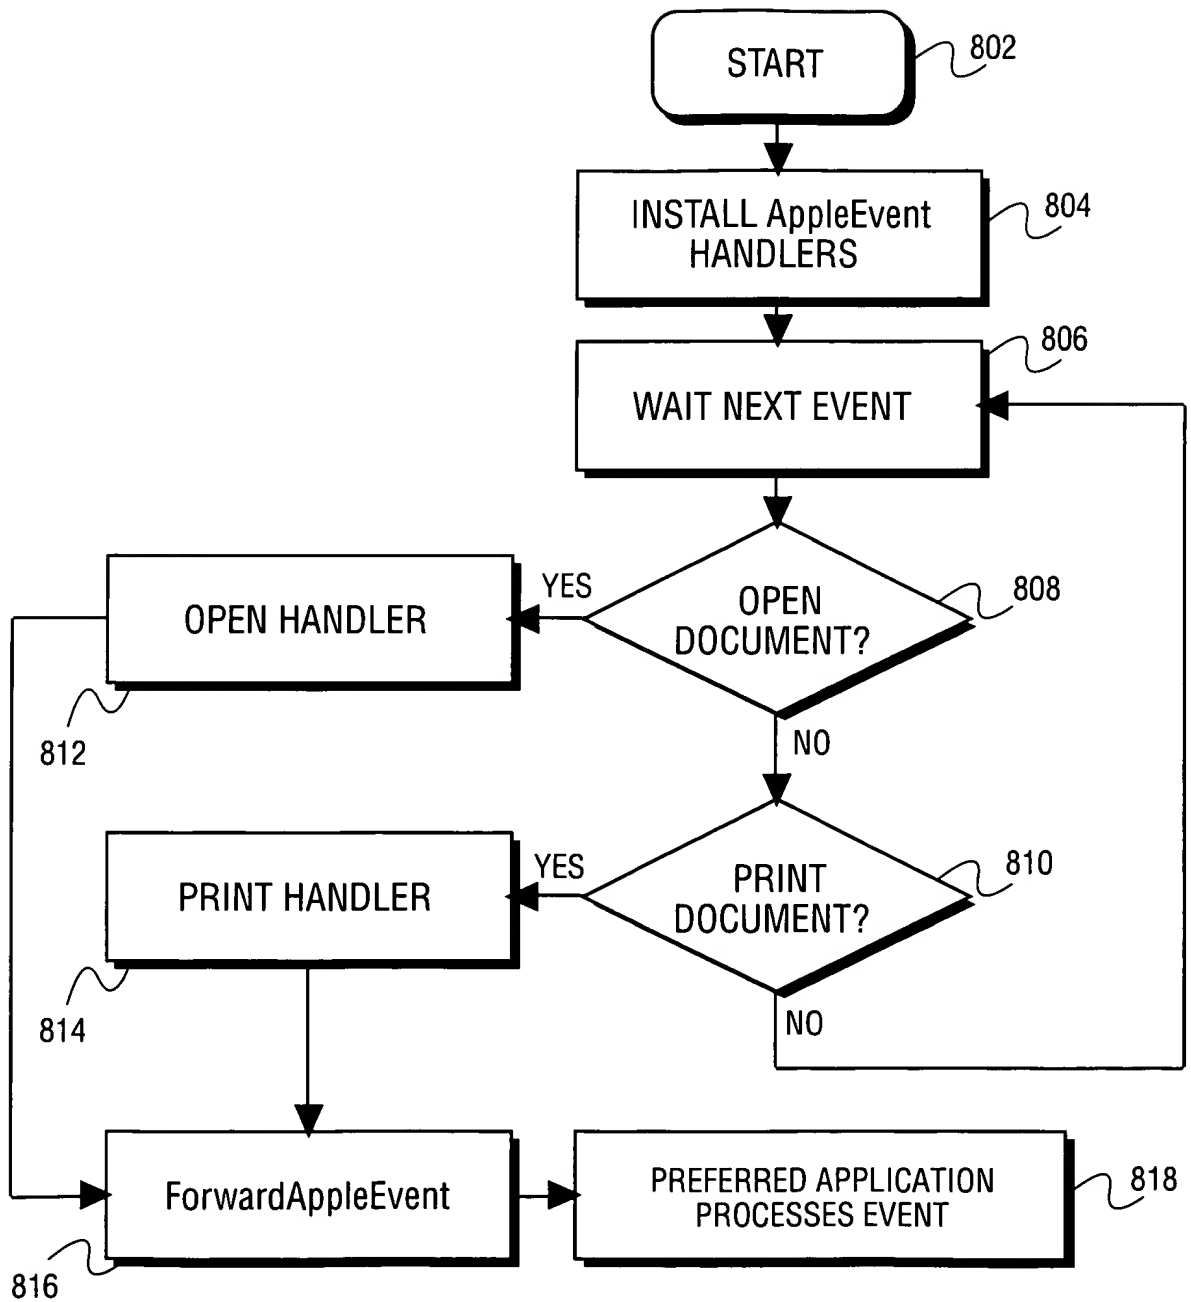 START
802
INSTALL AppleEvent
HANDLERS
804
WAIT NEXT EVENT
806
OPEN
DOCUMENT?
808
YES
OPEN HANDLER
812
NO
PRINT
DOCUMENT?
810
YES
PRINT HANDLER
814
NO
ForwardAppleEvent
816
PREFERRED APPLICATION
PROCESSES EVENT
818